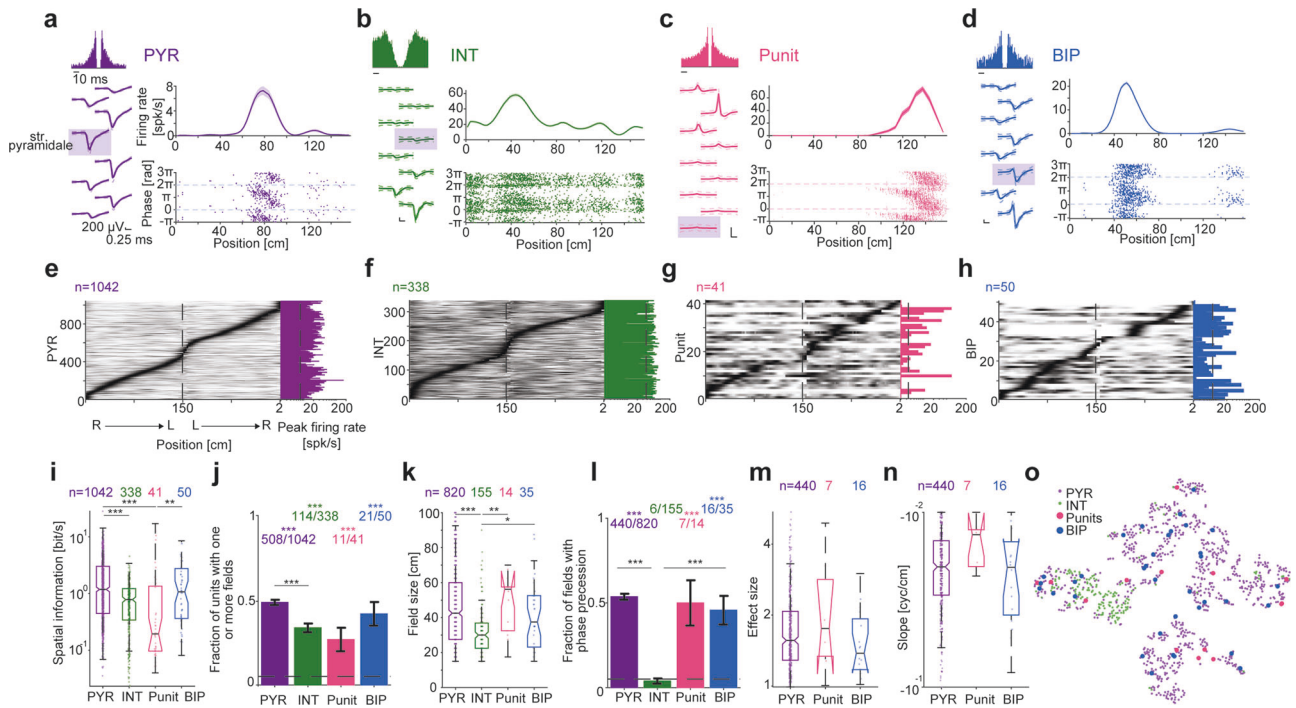 a
PYR
10 ms
str.
pyramidale
200 µV
0.25 ms
Firing rate
[spk/s]
8
4
0
0 40 80 120
Phase [rad]
3π
2π
π
0
-π
0 40 80 120
Position [cm]
b
INT
60
40
20
0
0 40 80 120
3π
2π
π
0
-π
0 40 80 120
Position [cm]
c
Punit
80
60
40
20
0
0 40 80 120
3π
2π
π
0
-π
0 40 80 120
Position [cm]
d
BIP
20
10
0
0 40 80 120
3π
2π
π
0
-π
0 40 80 120
Position [cm]
e
n=1042
PYR
800
400
0
150
2 20 200
R L L R
Position [cm]
Peak firing rate
[spk/s]
f
n=338
INT
300
200
100
0
150
2 20 200
g
n=41
Punit
40
20
0
150
2 20 200
h
n=50
BIP
40
20
0
150
2 20 200
i
n=1042 338 41 50
***
*** **
Spatial information [bit/s]
10¹
10⁰
10¹
PYR INT Punit BIP
j
***
508/1042
***
114/338
***
11/41
***
21/50
***
Fraction of units with one
or more fields
1
0.5
0
PYR INT Punit BIP
k
n= 820 155 14 35
*** **
*
Field size [cm]
100
80
60
40
20
0
PYR INT Punit BIP
l
***
440/820
6/155
***
7/14
***
16/35
*** ***
Fraction of fields with
phase precession
1
0.5
0
PYR INT Punit BIP
m
n=440 7 16
Effect size
4
2
1
PYR Punit BIP
n
n=440 7 16
Slope [cyc/cm]
-10⁻²
-10⁻¹
PYR Punit BIP
o
PYR
INT
Punits
BIP